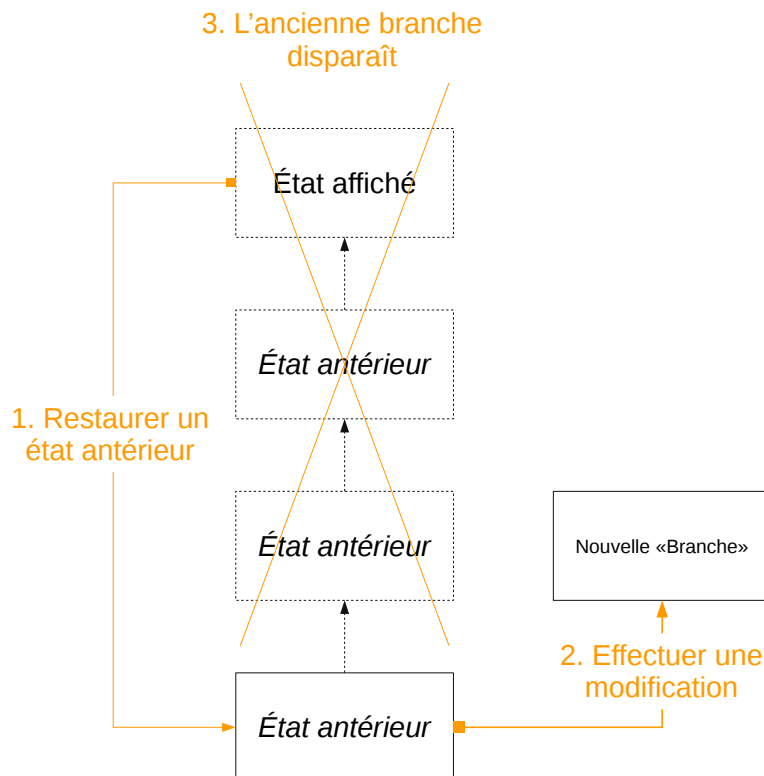 3. L'ancienne branche
disparaît
État affiché
État antérieur
1. Restaurer un
état antérieur
État antérieur
Nouvelle «Branche»
2. Effectuer une
modification
État antérieur